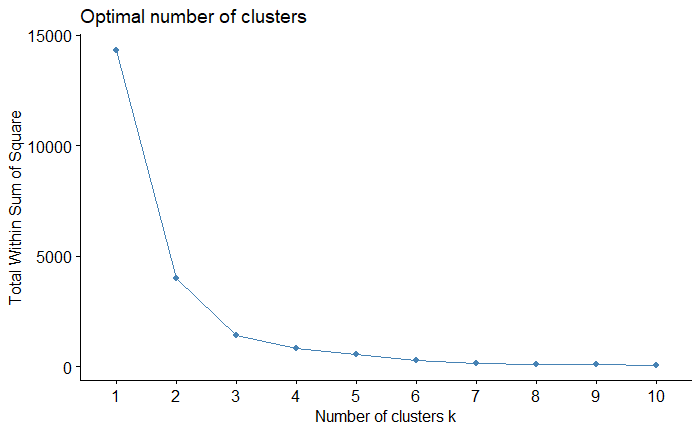 Optimal number of clusters
15000
10000
5000
0
Total Within Sum of Square
1 2 3 4 5 6 7 8 9 10
Number of clusters k